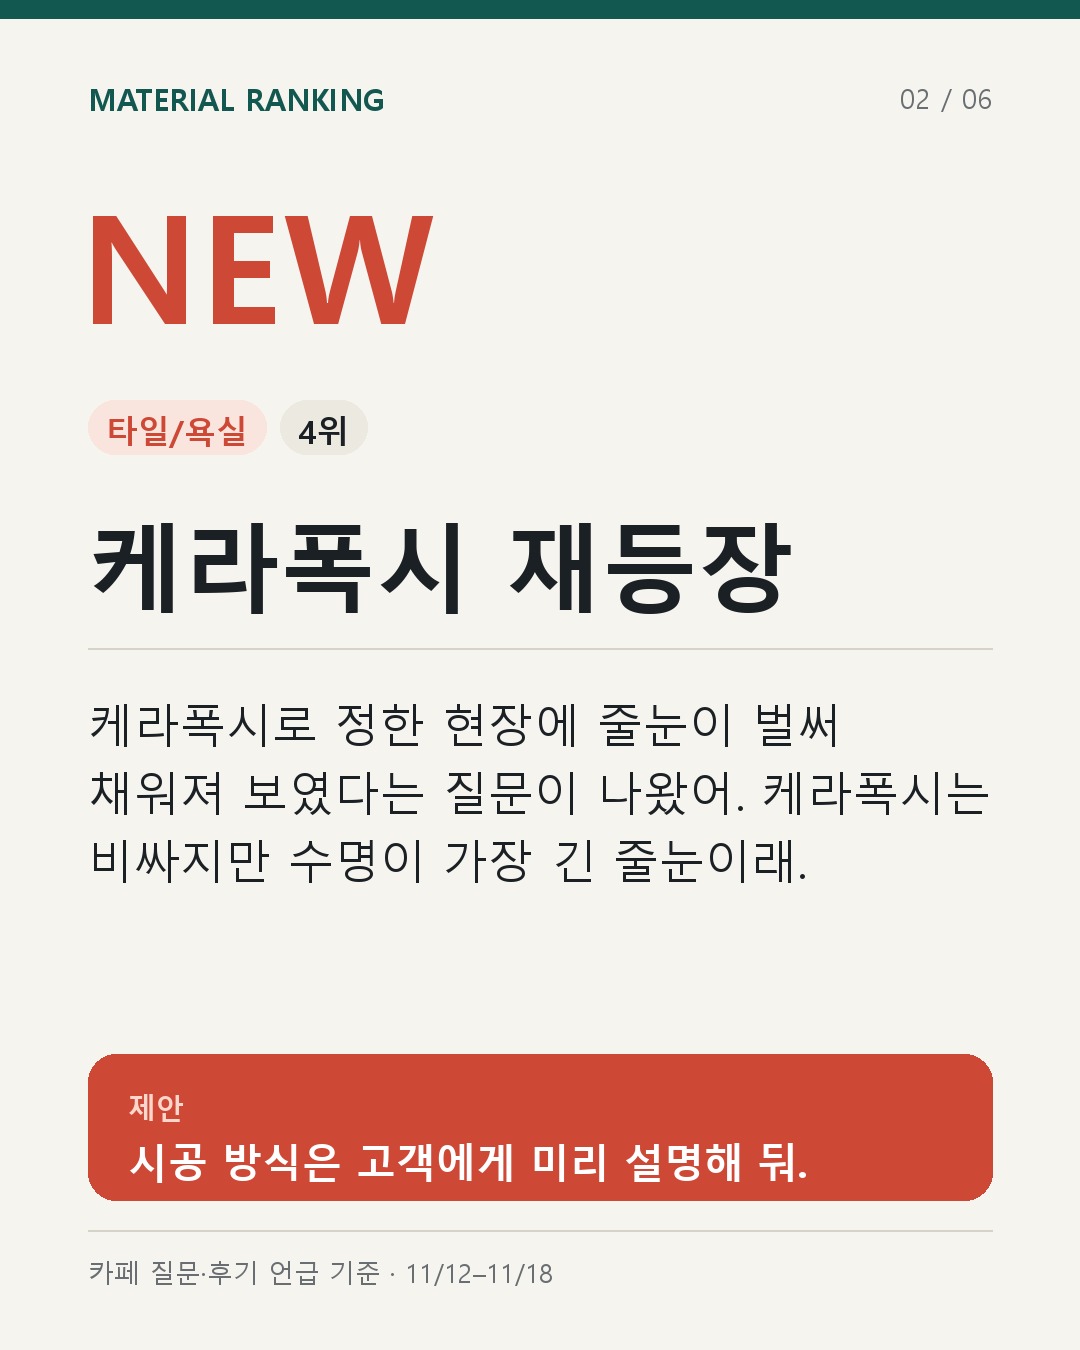 MATERIAL RANKING
02 / 06
NEW
타일/욕실
4위
케라폭시 재등장
케라폭시로 정한 현장에 줄눈이 벌써
채워져 보였다는 질문이 나왔어. 케라폭시는
비싸지만 수명이 가장 긴 줄눈이래.
제안
시공 방식은 고객에게 미리 설명해 둬.
카페 질문·후기 언급 기준 · 11/12–11/18